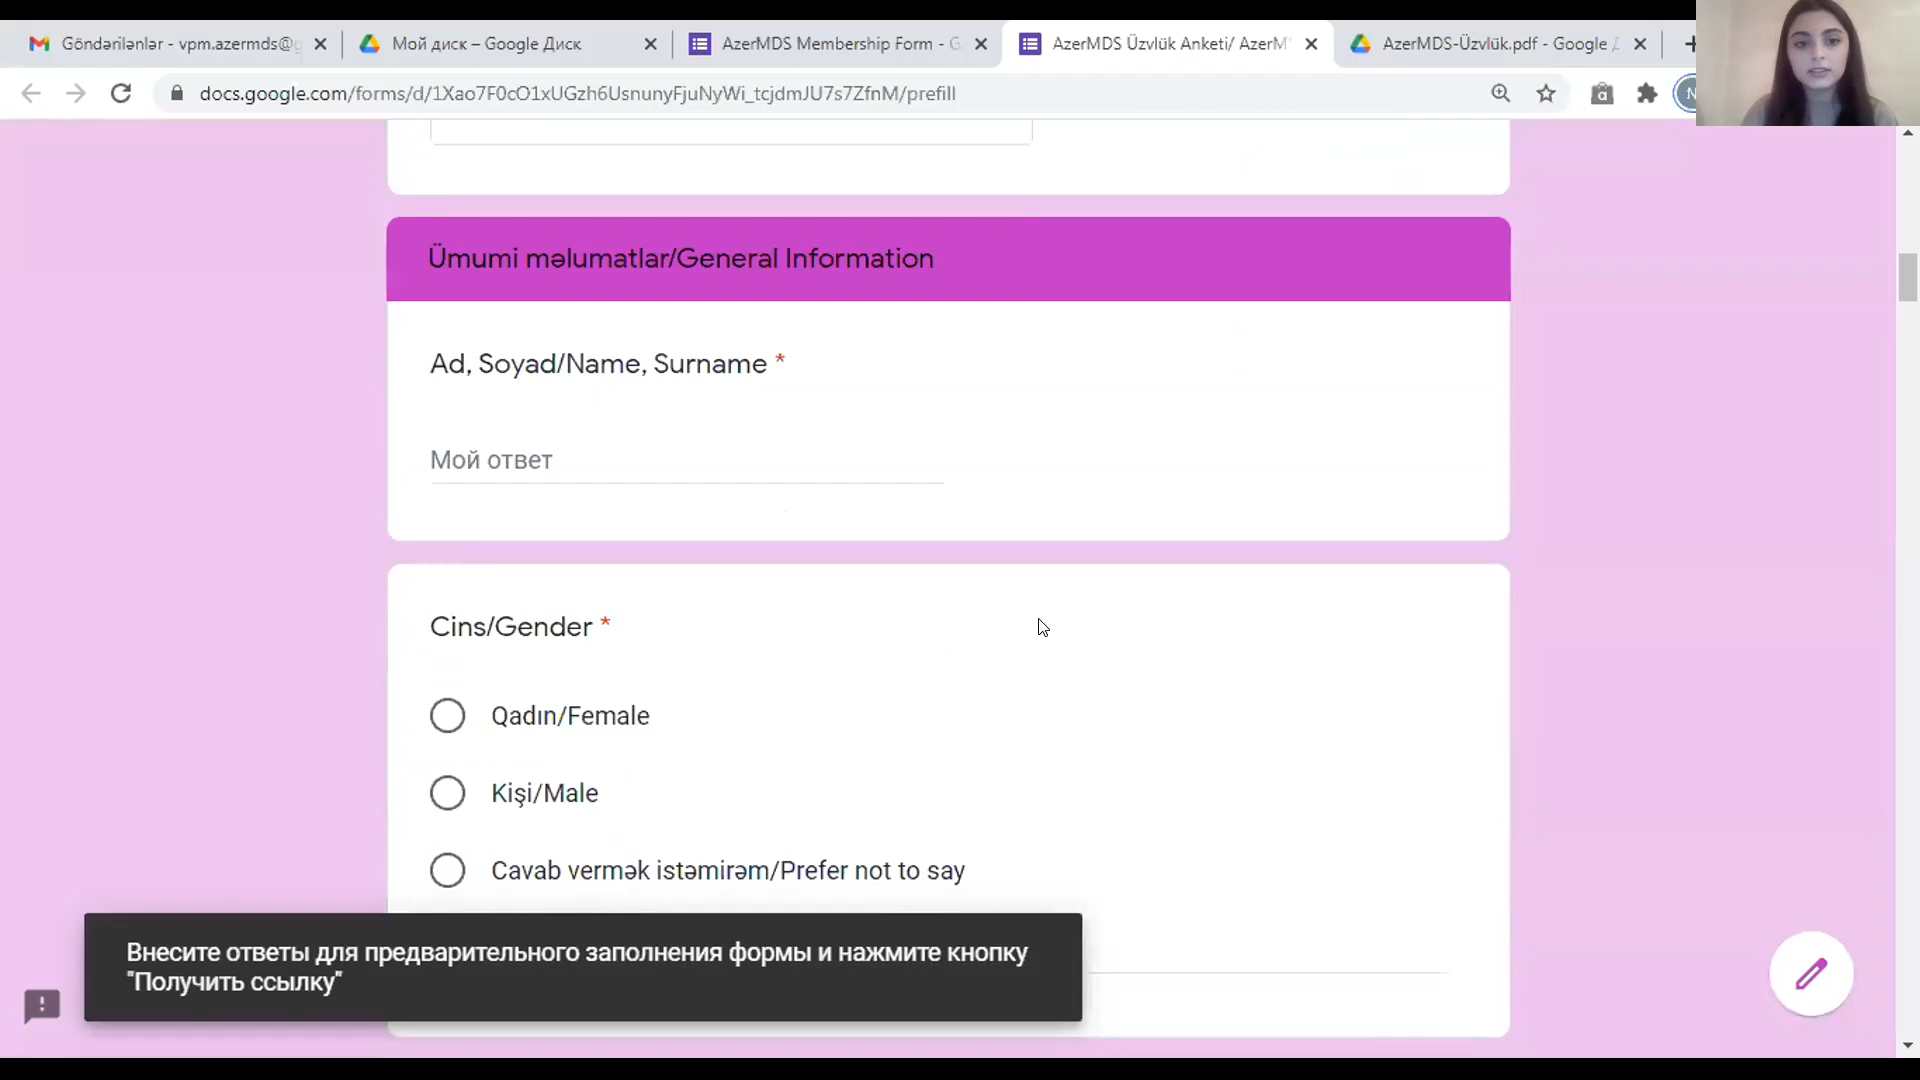 Göndərilənlər - vpm.azermds@
Мой диск – Google Диск
AzerMDS Membership Form - G
AzerMDS Üzvlük Anketi/ AzerM
AzerMDS-Üzvlük.pdf - Google
docs.google.com/forms/d/1Xao7F0cO1xUGzh6UsnunyFjuNyWi_tcjdmJU7s7ZfnM/prefill
N
Ümumi məlumatlar/General Information
Ad, Soyad/Name, Surname *
Мой ответ
Cins/Gender *
Qadın/Female
Kişi/Male
Cavab vermək istəmirəm/Prefer not to say
Внесите ответы для предварительного заполнения формы и нажмите кнопку
"Получить ссылку"